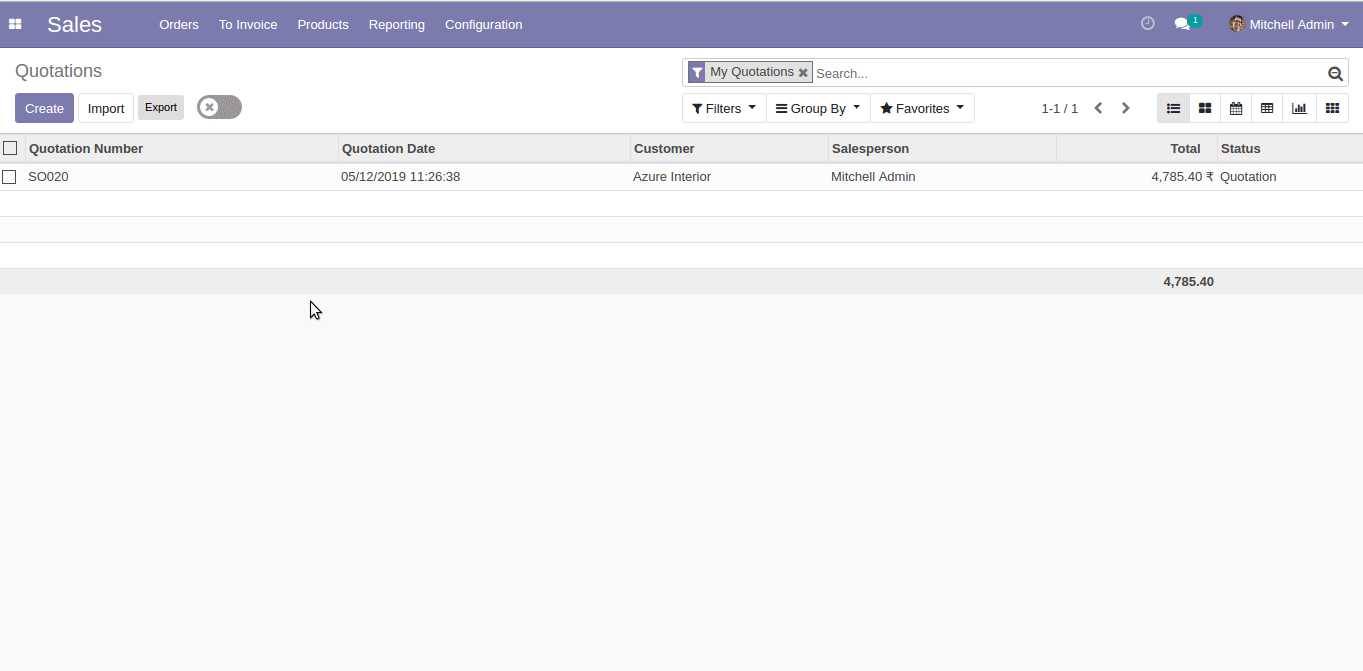 Sales Orders To Invoice Products Reporting Configuration 1 Mitchell Admin
Quotations My Quotations Search...
Create Import Export Filters Group By Favorites 1-1 / 1
Quotation Number Quotation Date Customer Salesperson Total Status
SO020 05/12/2019 11:26:38 Azure Interior Mitchell Admin 4,785.40 ₹ Quotation
4,785.40